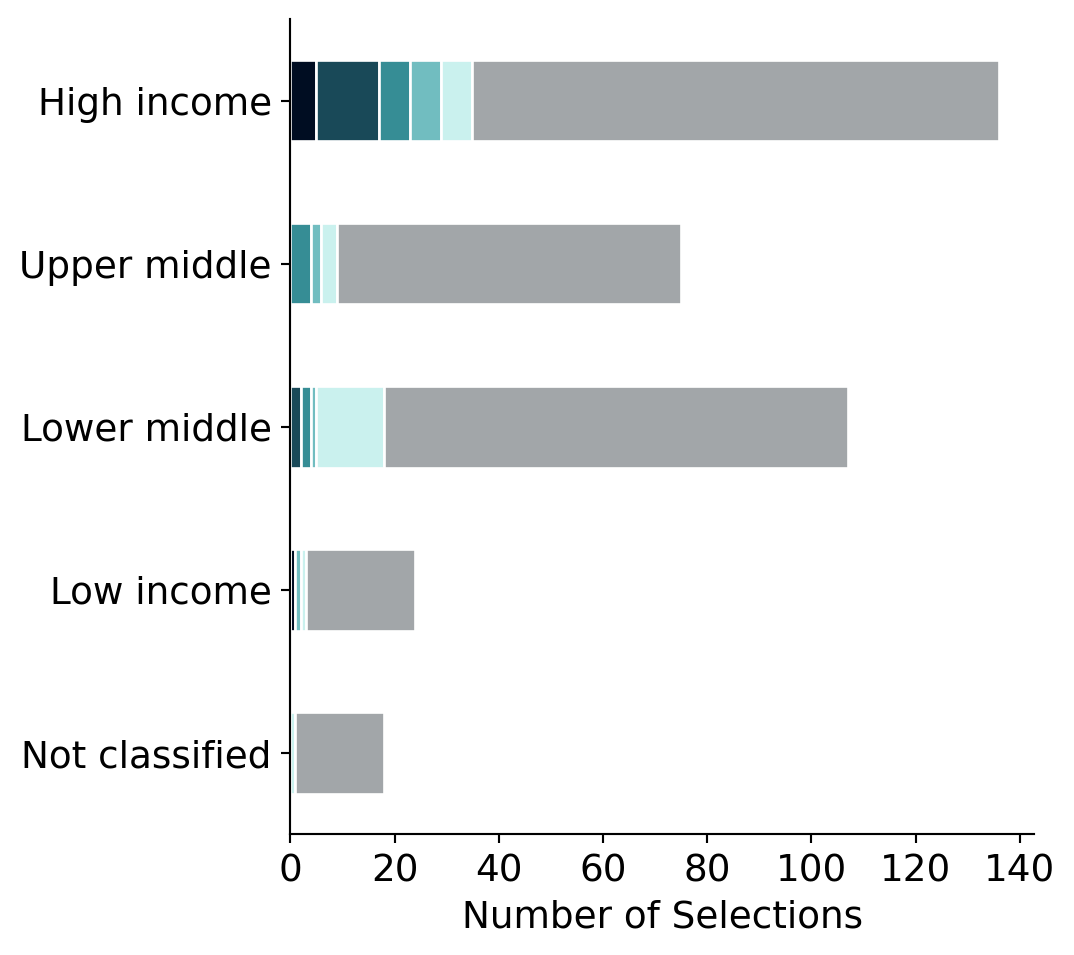 High income
Upper middle
Lower middle
Low income
Not classified
0 20 40 60 80 100 120 140
Number of Selections